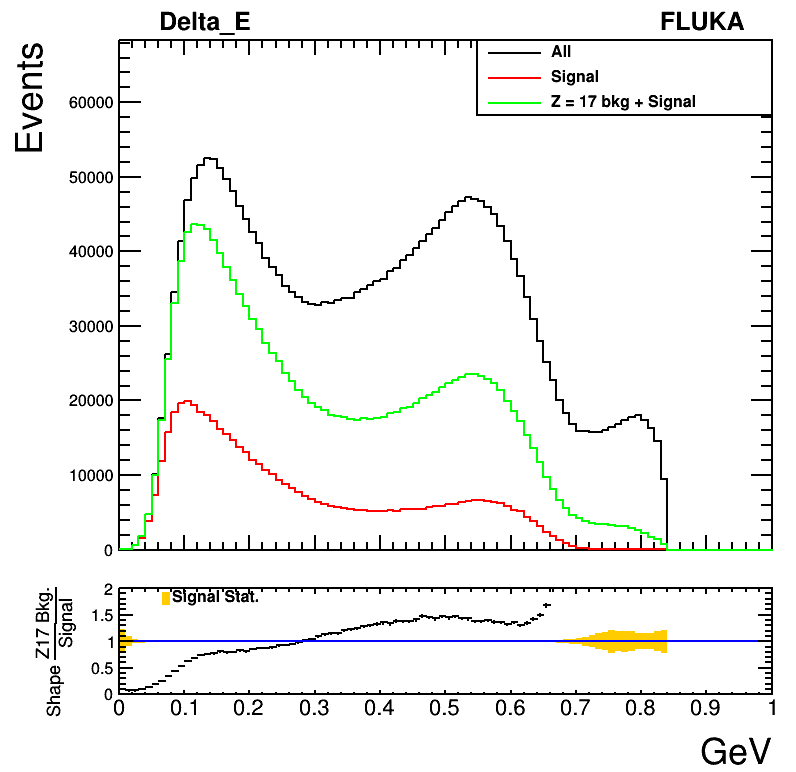 Delta_E FLUKA
Events
All
Signal
Z = 17 bkg + Signal
60000
50000
40000
30000
20000
10000
0
Shape Z17 Bkg. Signal
2
1.5
1
0.5
0
Signal Stat.
0 0.1 0.2 0.3 0.4 0.5 0.6 0.7 0.8 0.9 1
GeV